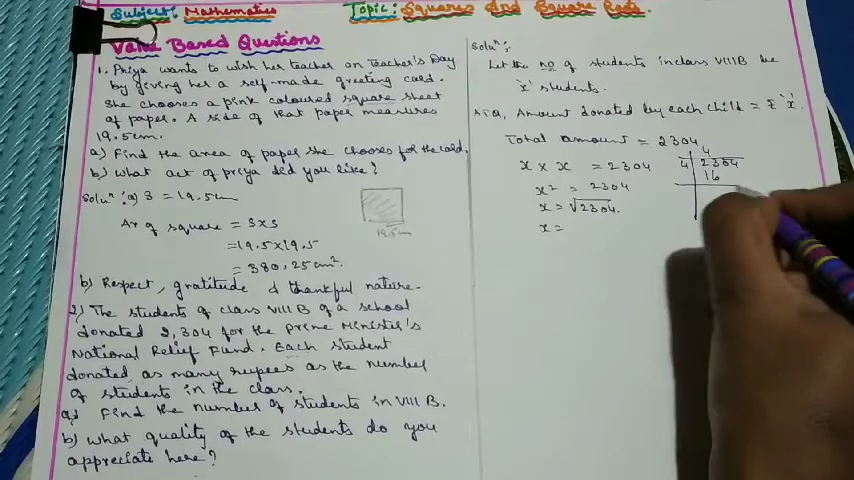 Subject: Mathematics
Topic: Squares And Square Roots.
Value Based Questions
1. Priya wants to wish her teacher on Teacher's Day
by giving her a self-made greeting card.
She chooses a pink coloured square sheet
of paper. A side of that paper measures
19.5cm.
a) Find the area of paper she chooses for the card.
b) What act of priya did you like?
Soluⁿ: a) S = 19.5cm
Ar of square = S×S
= 19.5×19.5
= 380.25cm².
19.5cm
b) Respect, gratitude & thankful nature.
2) The students of class VIII B of a school
donated 2,304 for the Prime Minister's
National Relief Fund. Each student
donated as many rupees as the number
of students in the class.
a) Find the number of students in VIII B.
b) What quality of the students do you
appreciate here?
Soluⁿ:
Let the no of students in class VIII B be
'x' students.
ATQ, Amount donated by each child = ₹ 'x'.
Total amount = 2304
x × x = 2304
x² = 2304
x = √2304.
x =
4
4 2304
16